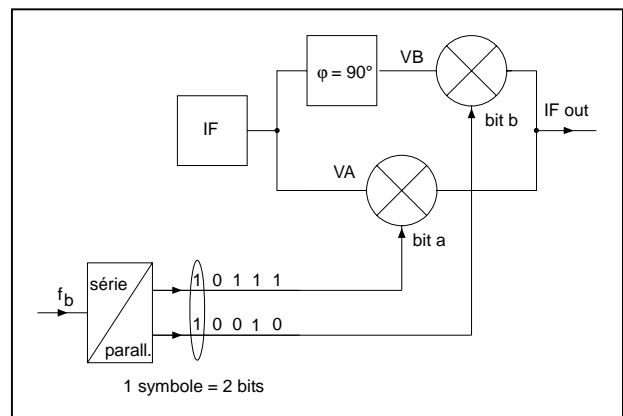 φ = 90°
VB
IF
IF out
bit b
VA
bit a
f b
série
parall.
1 0 1 1 1
1 0 0 1 0
1 symbole = 2 bits